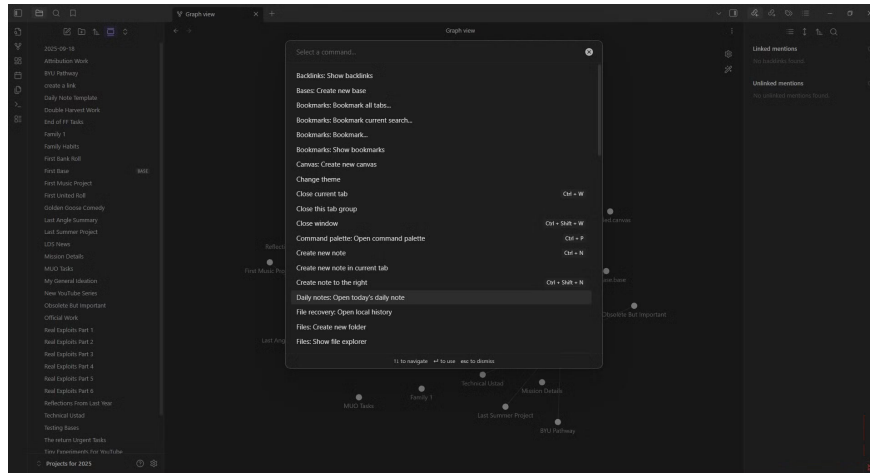 Graph view
Graph view
2025-09-18
Attribution Work
BYU Pathway
create a link
Daily Note Template
Double Harvest Work
End of FF Tasks
Family 1
Family Habits
First Bank Roll
First Base
BASE
First Music Project
First United Roll
Golden Goose Comedy
Last Angle Summary
Last Summer Project
LDS News
Mission Details
MUO Tasks
My General Ideation
New YouTube Series
Obsolete But Important
Official Work
Real Exploits Part 1
Real Exploits Part 2
Real Exploits Part 3
Real Exploits Part 4
Real Exploits Part 5
Real Exploits Part 6
Reflections From Last Year
Technical Ustad
Testing Bases
The return Urgent Tasks
Tiny Experiments For YouTube
Projects for 2025
Select a command...
Backlinks: Show backlinks
Bases: Create new base
Bookmarks: Bookmark all tabs...
Bookmarks: Bookmark current search...
Bookmarks: Bookmark...
Bookmarks: Show bookmarks
Canvas: Create new canvas
Change theme
Close current tab Ctrl + W
Close this tab group
Close window Ctrl + Shift + W
Command palette: Open command palette Ctrl + P
Create new note Ctrl + N
Create new note in current tab
Create note to the right Ctrl + Shift + N
Daily notes: Open today's daily note
File recovery: Open local history
Files: Create new folder
Files: Show file explorer
↑↓ to navigate ↵ to use esc to dismiss
First Music Proj
Last Ang
Obsolete But Important
Technical Ustad
Mission Details
Family 1
MUO Tasks
Last Summer Project
BYU Pathway
Linked mentions
No backlinks found.
Unlinked mentions
No unlinked mentions found.